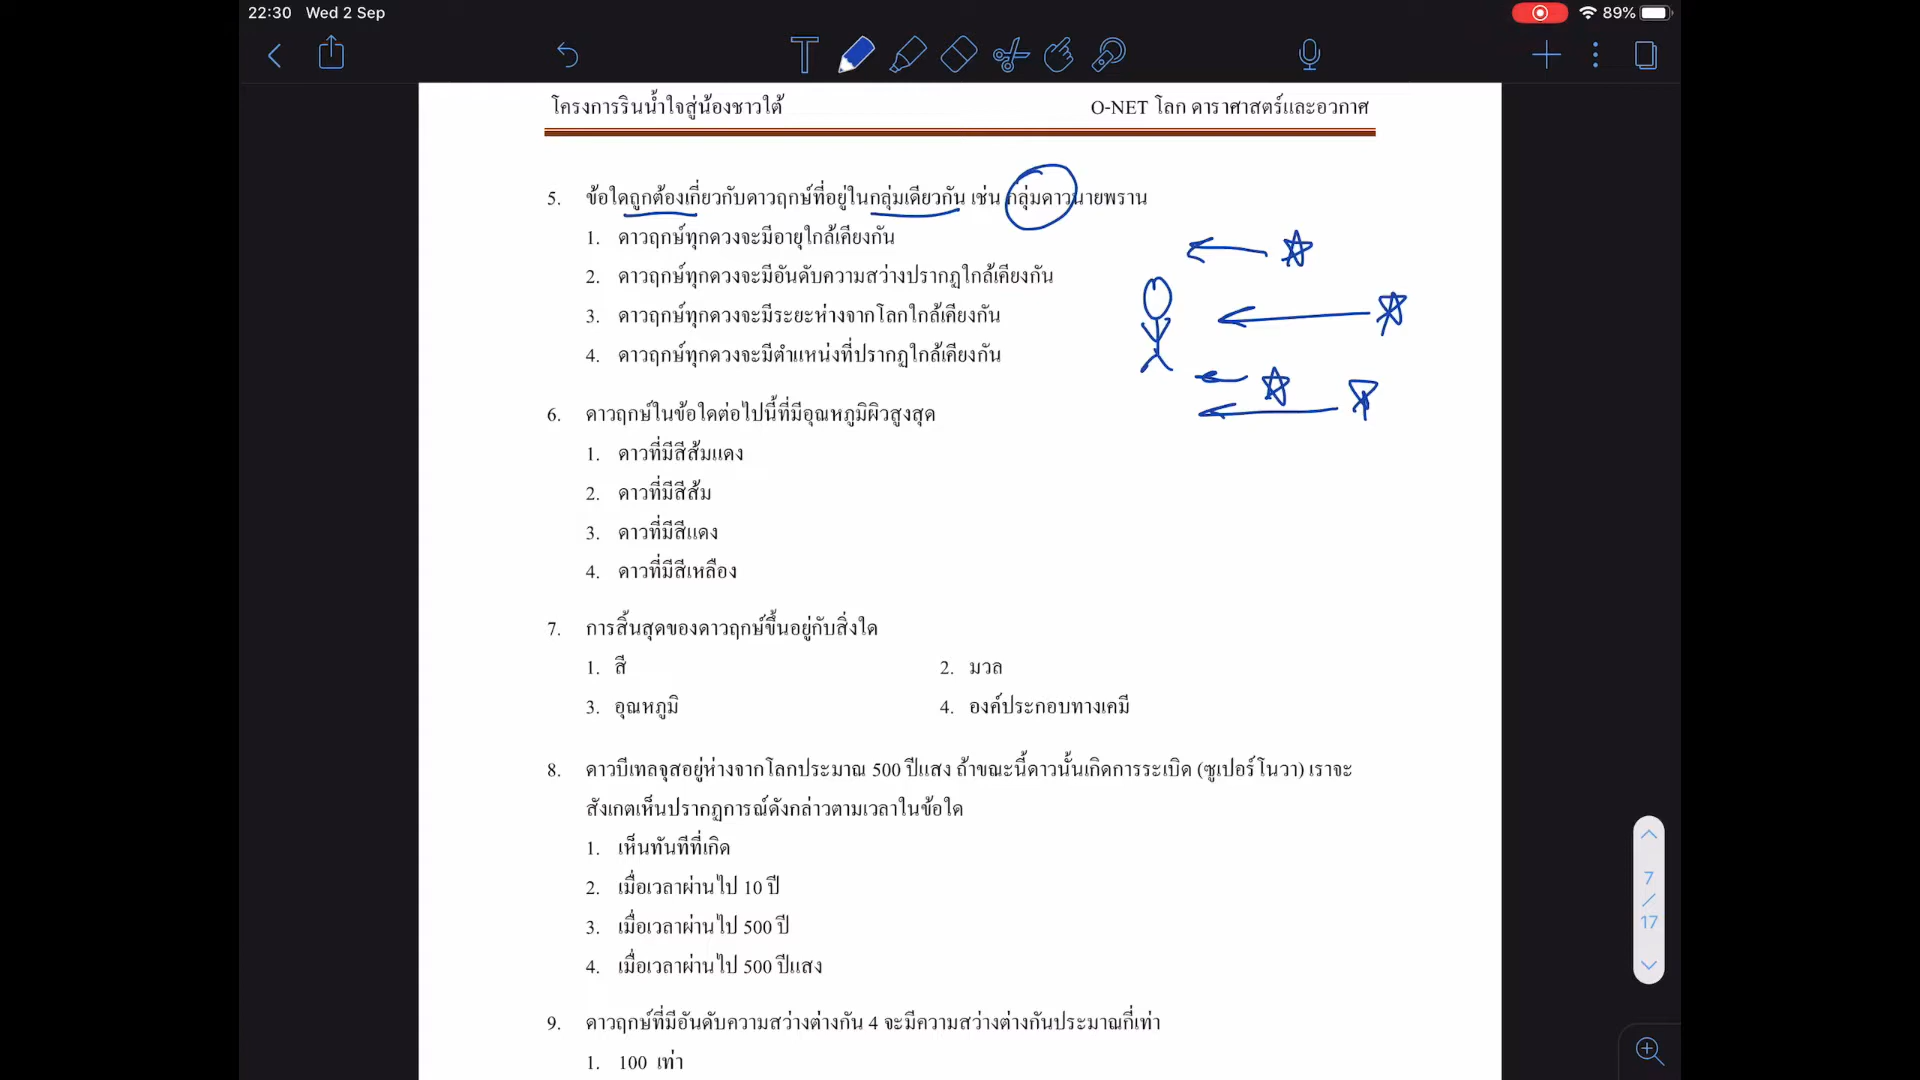 22:30 Wed 2 Sep
89%
โครงการรินน้ำใจสู่น้องชาวใต้ O-NET โลก ดาราศาสตร์และอวกาศ
5. ข้อใดถูกต้องเกี่ยวกับดาวฤกษ์ที่อยู่ในกลุ่มเดียวกัน เช่น กลุ่มดาวนายพราน
1. ดาวฤกษ์ทุกดวงจะมีอายุใกล้เคียงกัน
2. ดาวฤกษ์ทุกดวงจะมีอันดับความสว่างปรากฏใกล้เคียงกัน
3. ดาวฤกษ์ทุกดวงจะมีระยะห่างจากโลกใกล้เคียงกัน
4. ดาวฤกษ์ทุกดวงจะมีตำแหน่งที่ปรากฏใกล้เคียงกัน
6. ดาวฤกษ์ในข้อใดต่อไปนี้ที่มีอุณหภูมิผิวสูงสุด
1. ดาวที่มีสีส้มแดง
2. ดาวที่มีสีส้ม
3. ดาวที่มีสีแดง
4. ดาวที่มีสีเหลือง
7. การสิ้นสุดของดาวฤกษ์ขึ้นอยู่กับสิ่งใด
1. สี 2. มวล
3. อุณหภูมิ 4. องค์ประกอบทางเคมี
8. ดาวบีเทลจุสอยู่ห่างจากโลกประมาณ 500 ปีแสง ถ้าขณะนี้ดาวนั้นเกิดการระเบิด (ซูเปอร์โนวา) เราจะ
สังเกตเห็นปรากฏการณ์ดังกล่าวตามเวลาในข้อใด
1. เห็นทันทีที่เกิด
2. เมื่อเวลาผ่านไป 10 ปี
3. เมื่อเวลาผ่านไป 500 ปี
4. เมื่อเวลาผ่านไป 500 ปีแสง
9. ดาวฤกษ์ที่มีอันดับความสว่างต่างกัน 4 จะมีความสว่างต่างกันประมาณกี่เท่า
1. 100 เท่า
7
/
17